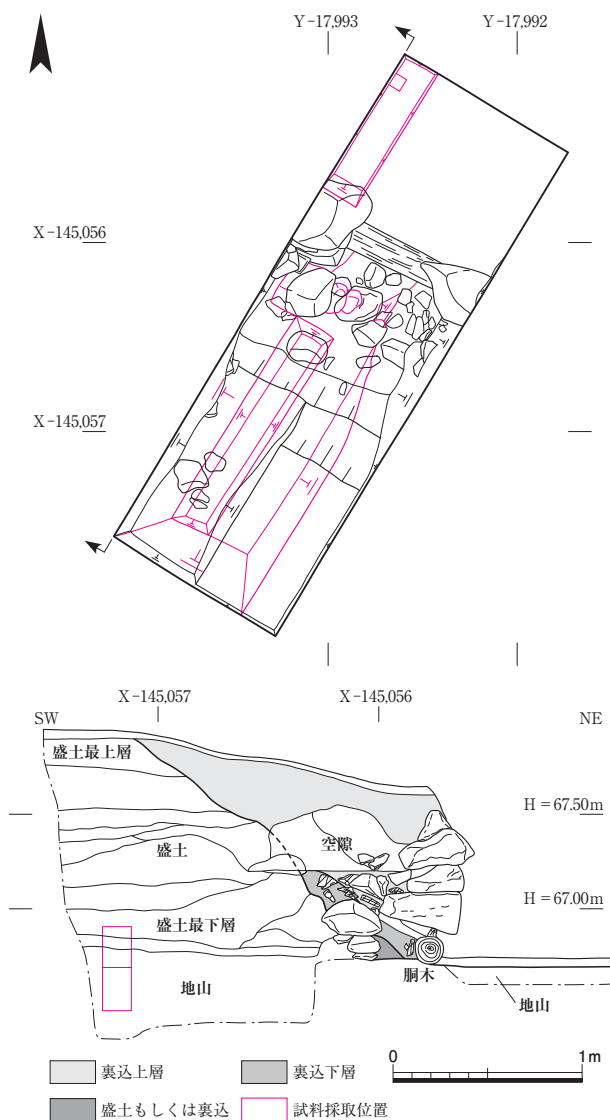 Y-17,993 Y-17,992
X-145,056
X-145,057
X-145,057 X-145,056
SW NE
盛土最上層
H = 67.50m
空隙
盛土
H = 67.00m
盛土最下層
地山 胴木
地山
0 1m
裏込上層 裏込下層
盛土もしくは裏込 試料採取位置